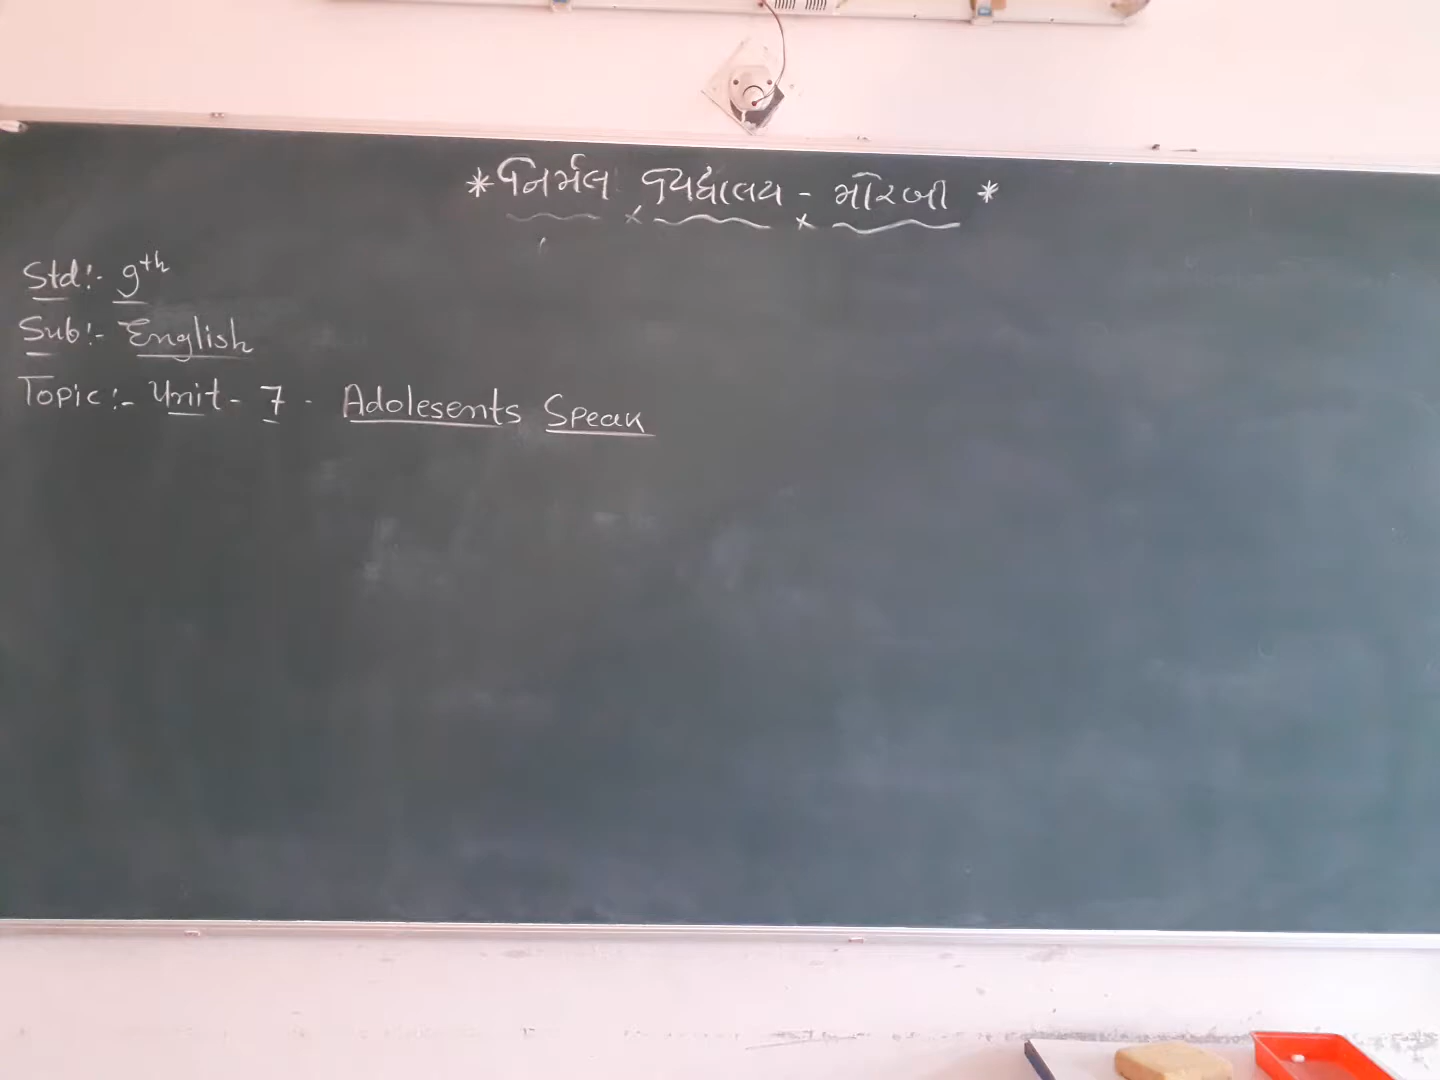 * નિર્મલ વિદ્યાલય - મોરબી *
Std:- 9th
Sub:- English
Topic:- Unit - 7 - Adolesents Speak